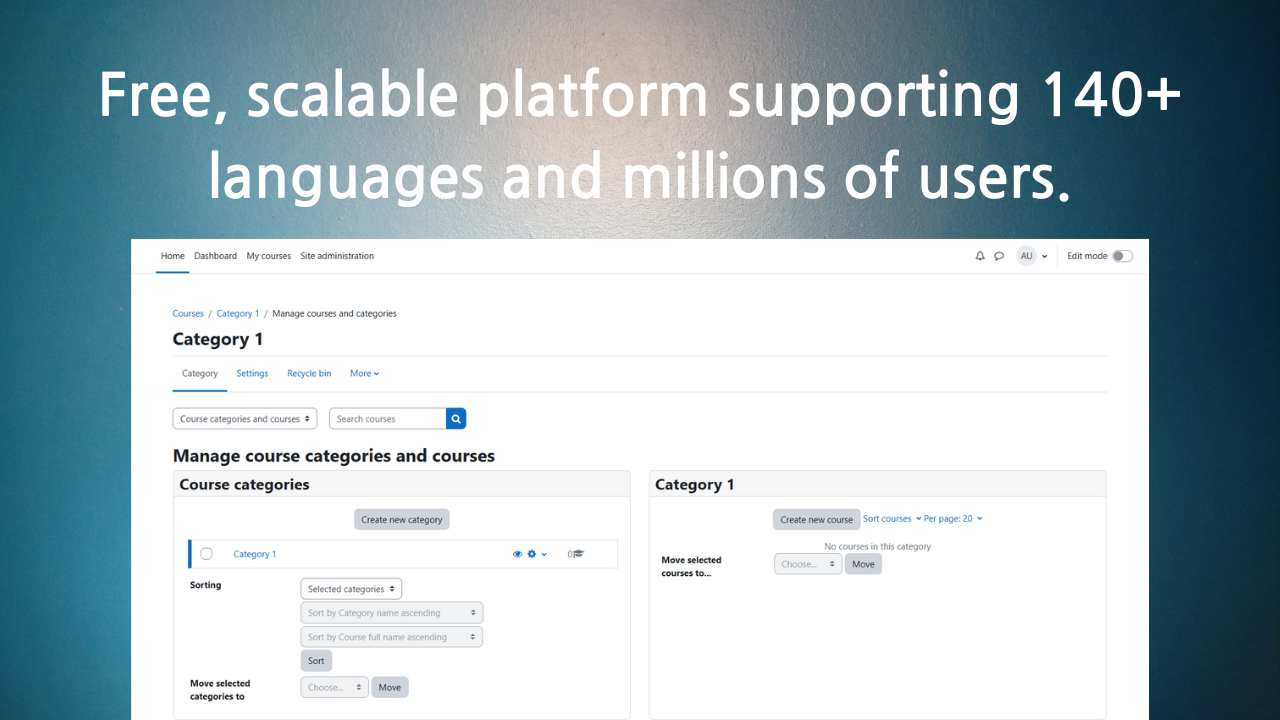 Free, scalable platform supporting 140+
languages and millions of users.
Home Dashboard My courses Site administration AU Edit mode
Courses / Category 1 / Manage courses and categories
Category 1
Category Settings Recycle bin More
Course categories and courses Search courses
Manage course categories and courses
Course categories
Create new category
Category 1 0
Sorting Selected categories
Sort by Category name ascending
Sort by Course full name ascending
Sort
Move selected
categories to
Choose... Move
Category 1
Create new course Sort courses Per page: 20
No courses in this category
Move selected
courses to...
Choose... Move